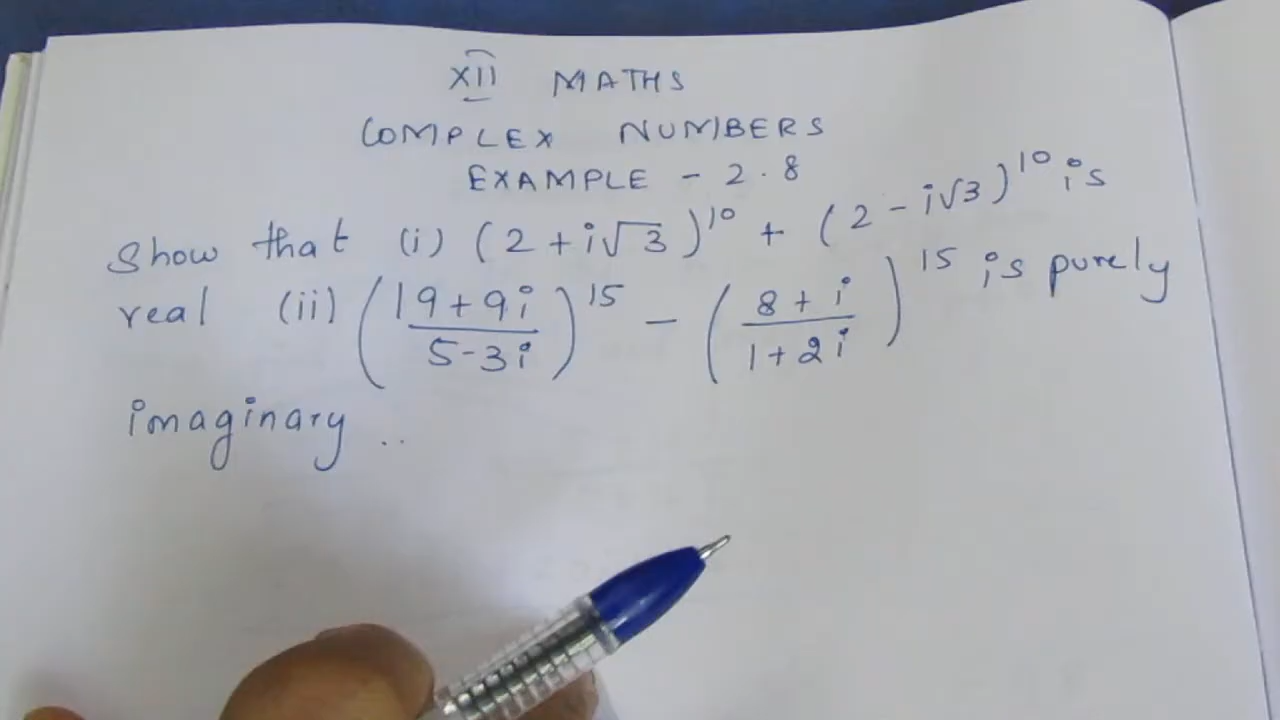 XII MATHS
COMPLEX NUMBERS
EXAMPLE - 2.8
Show that (i) (2 + i√3)^10 + (2 - i√3)^10 is
real (ii) ((19 + 9i)/(5 - 3i))^15 - ((8 + i)/(1 + 2i))^15 is purely
imaginary ..